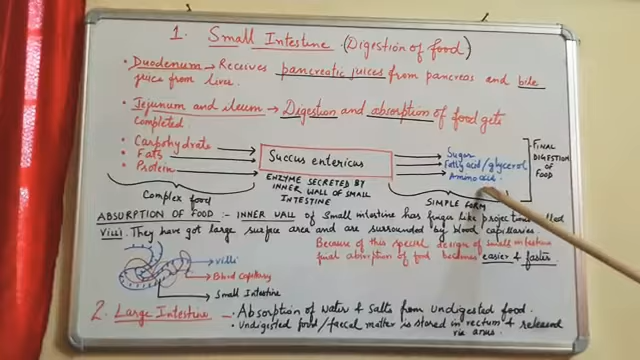 1. Small Intestine (Digestion of food)
• Duodenum → Receives pancreatic juices from pancreas and bile
juice from liver.
• Jejunum and ileum → Digestion and absorption of food gets
completed.
• Carbohydrate
• Fats
• Protein
Complex food
Succus entericus
ENZYME SECRETED BY
INNER WALL OF SMALL
INTESTINE
Sugar
Fatty acid/glycerol
Amino acid.
SIMPLE FORM
FINAL
DIGESTION
OF
FOOD
ABSORPTION OF FOOD :- INNER WALL OF Small intestine has finger like
Villi. They have got large surface area and are surrounded by blood capillaries.
Because of this special design of small intestine
final absorption of food becomes easier & faster
→ villi
→ Blood capillary
→ Small Intestine
2. Large Intestine - • Absorption of water & salts from undigested food.
• Undigested food/faecal matter is stored in rectum & released
via anus.